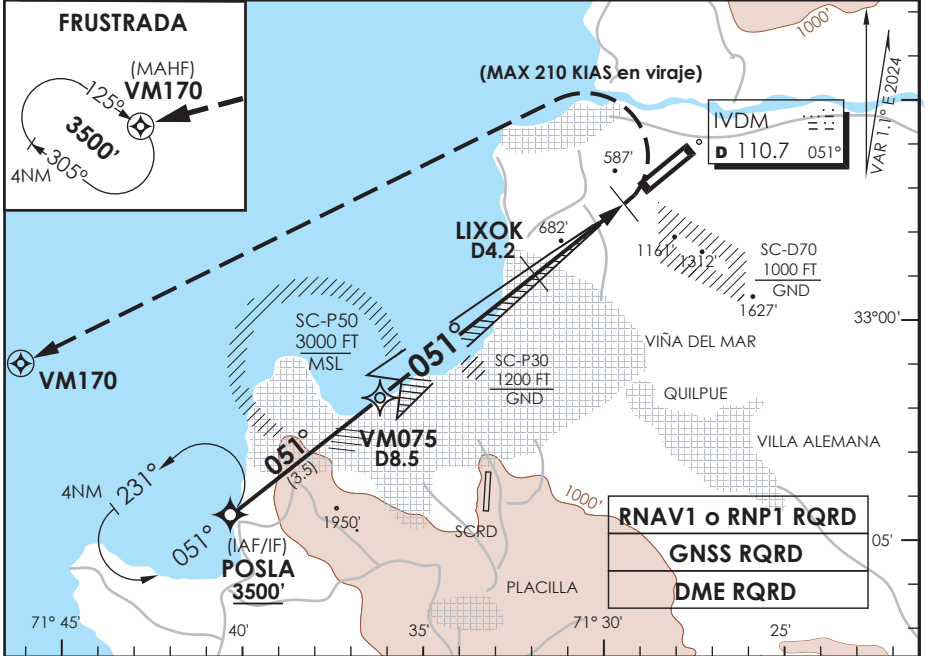 FRUSTRADA
(MAHF)
VM170
125°
3500'
305°
4NM
1000'
(MAX 210 KIAS en viraje)
VAR 1.1° E 2024
IVDM
D 110.7 051°
587'
LIXOK
D4.2
682'
1161'
1312'
SC-D70
1000 FT
GND
1627'
SC-P50
3000 FT
MSL
33°00'
051°
VIÑA DEL MAR
SC-P30
1200 FT
GND
VM170
QUILPUE
VM075
D8.5
VILLA ALEMANA
051°
(3.5)
4NM
231°
1000'
051°
1950'
SCRD
RNAV1 o RNP1 RQRD
GNSS RQRD
DME RQRD
05'
(IAF/IF)
POSLA
3500'
PLACILLA
71° 45'
40'
35'
71° 30'
25'